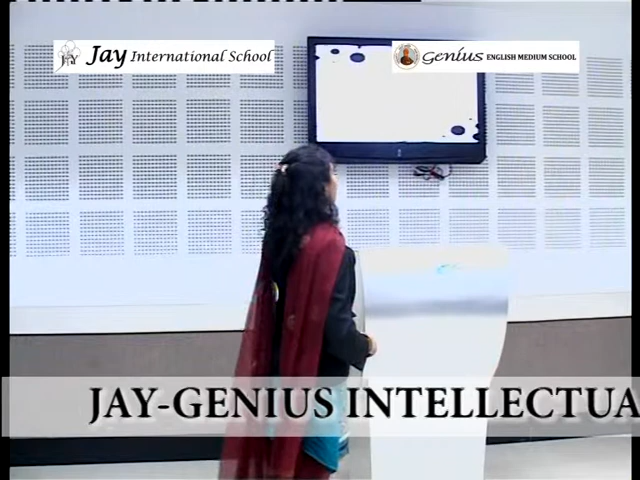 Jay International School
Genius ENGLISH MEDIUM SCHOOL
JAY-GENIUS INTELLECTUA